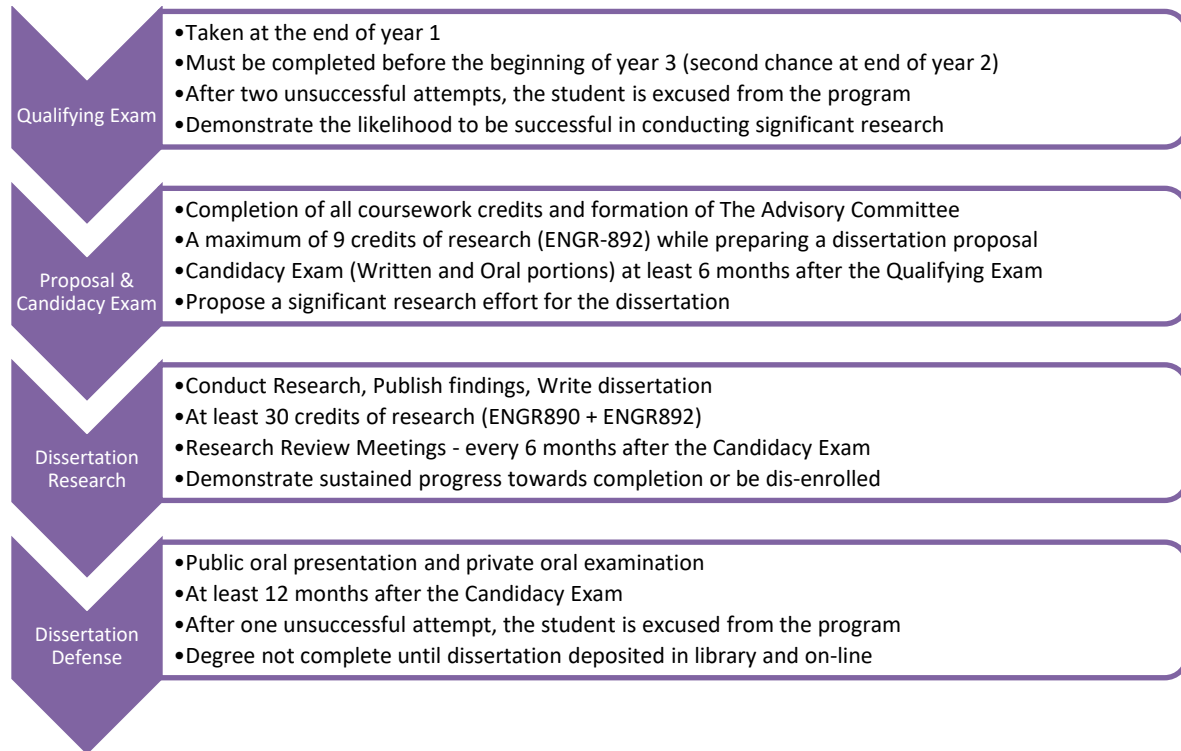 Qualifying Exam
•Taken at the end of year 1
•Must be completed before the beginning of year 3 (second chance at end of year 2)
•After two unsuccessful attempts, the student is excused from the program
•Demonstrate the likelihood to be successful in conducting significant research
Proposal &
Candidacy Exam
•Completion of all coursework credits and formation of The Advisory Committee
•A maximum of 9 credits of research (ENGR-892) while preparing a dissertation proposal
•Candidacy Exam (Written and Oral portions) at least 6 months after the Qualifying Exam
•Propose a significant research effort for the dissertation
Dissertation
Research
•Conduct Research, Publish findings, Write dissertation
•At least 30 credits of research (ENGR890 + ENGR892)
•Research Review Meetings - every 6 months after the Candidacy Exam
•Demonstrate sustained progress towards completion or be dis-enrolled
Dissertation
Defense
•Public oral presentation and private oral examination
•At least 12 months after the Candidacy Exam
•After one unsuccessful attempt, the student is excused from the program
•Degree not complete until dissertation deposited in library and on-line